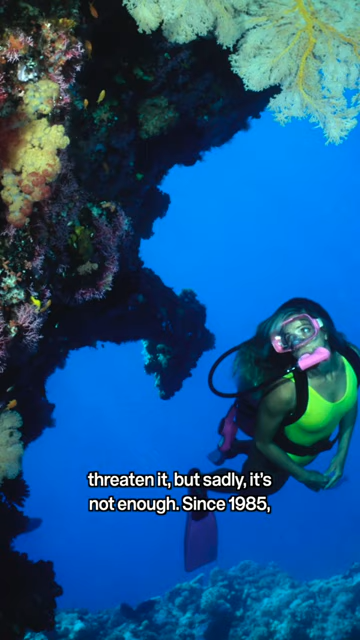 threaten it, but sadly, it's
not enough. Since 1985,